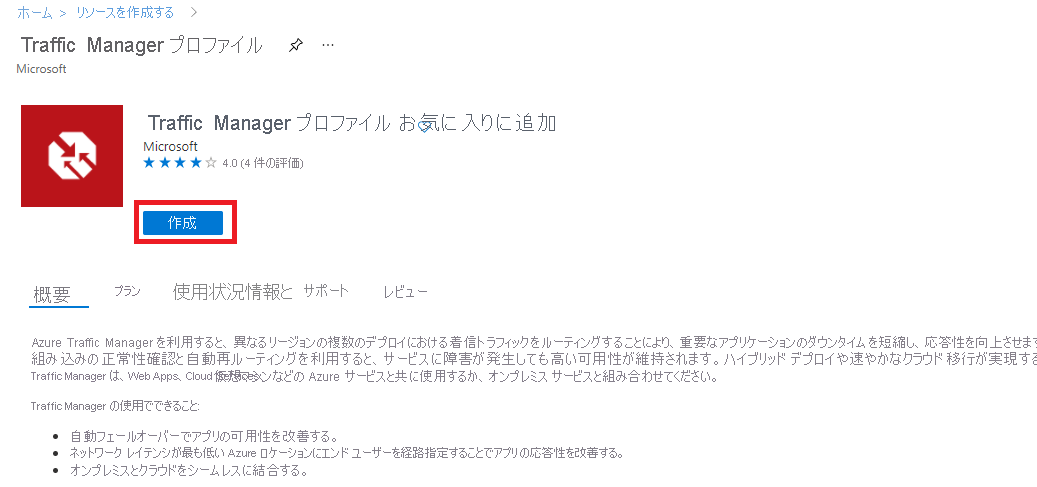 ホーム > リソースを作成する >
Traffic Manager プロファイル ...
Microsoft
Traffic Manager プロファイル お気に入りに追加
Microsoft
4.0 (4 件の評価)
作成
概要 プラン 使用状況情報と サポート レビュー
Azure Traffic Manager を利用すると、異なるリージョンの複数のデプロイにおける着信トラフィックをルーティングすることにより、重要なアプリケーションのダウンタイムを短縮し、応答性を向上させます
組み込みの正常性確認と自動再ルーティングを利用すると、サービスに障害が発生しても高い可用性が維持されます。ハイブリッド デプロイや速やかなクラウド移行が実現する
Traffic Manager は、Web Apps、Cloud などの Azure サービスと共に使用するか、オンプレミス サービスと組み合わせてください。
Traffic Manager の使用でできること:
自動フェールオーバーでアプリの可用性を改善する。
ネットワーク レイテンシが最も低い Azure ロケーションにエンド ユーザーを経路指定することでアプリの応答性を改善する。
オンプレミスとクラウドをシームレスに結合する。